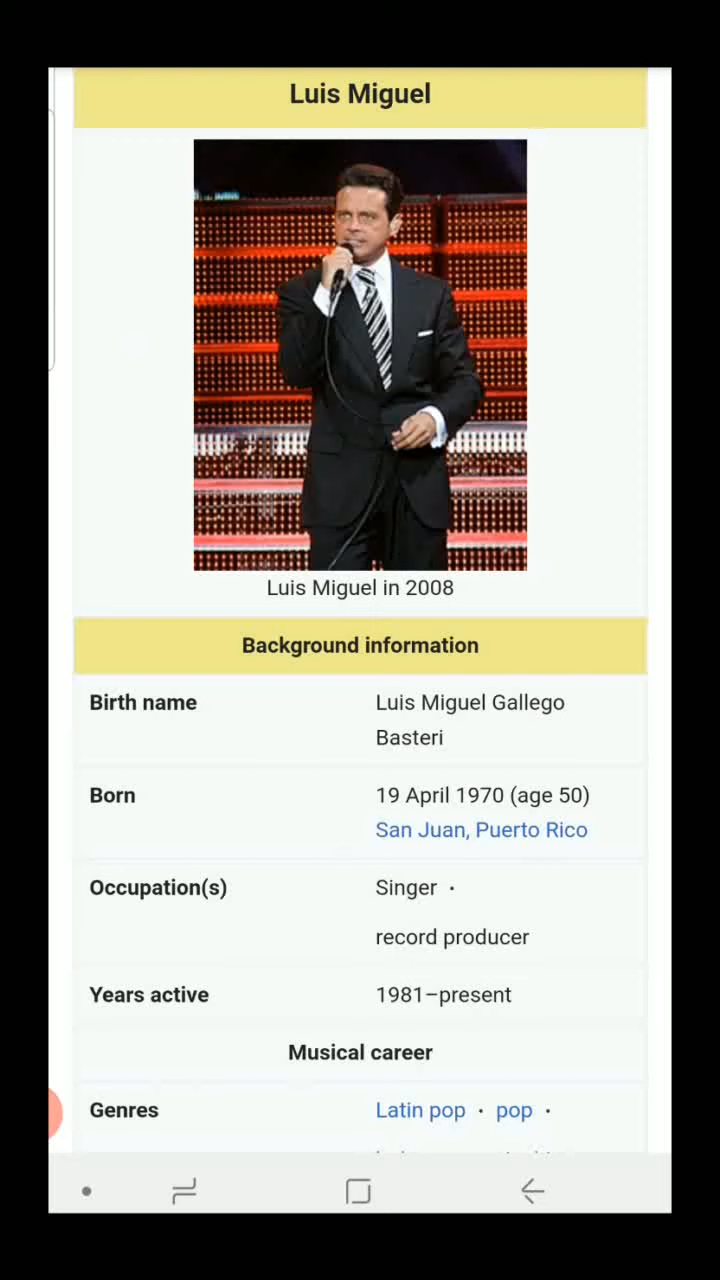 Luis Miguel
Luis Miguel in 2008
Background information
Birth name
Luis Miguel Gallego
Basteri
Born
19 April 1970 (age 50)
San Juan, Puerto Rico
Occupation(s)
Singer ·
record producer
Years active
1981–present
Musical career
Genres
Latin pop · pop ·